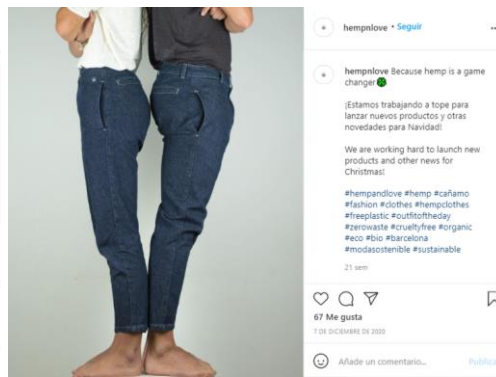 hempnlove • Seguir
hempnlove Because hemp is a game
changer
¡Estamos trabajando a tope para
lanzar nuevos productos y otras
novedades para Navidad!
We are working hard to launch new
products and other news for
Christmas!
#hempandlove #hemp #cañamo
#fashion #clothes #hempclothes
#freeplastic #outfitoftheday
#zerowaste #crueltyfree #organic
#eco #bio #barcelona
#modasostenible #sustainable
21 sem
67 Me gusta
7 DE DICIEMBRE DE 2020
Añade un comentario...